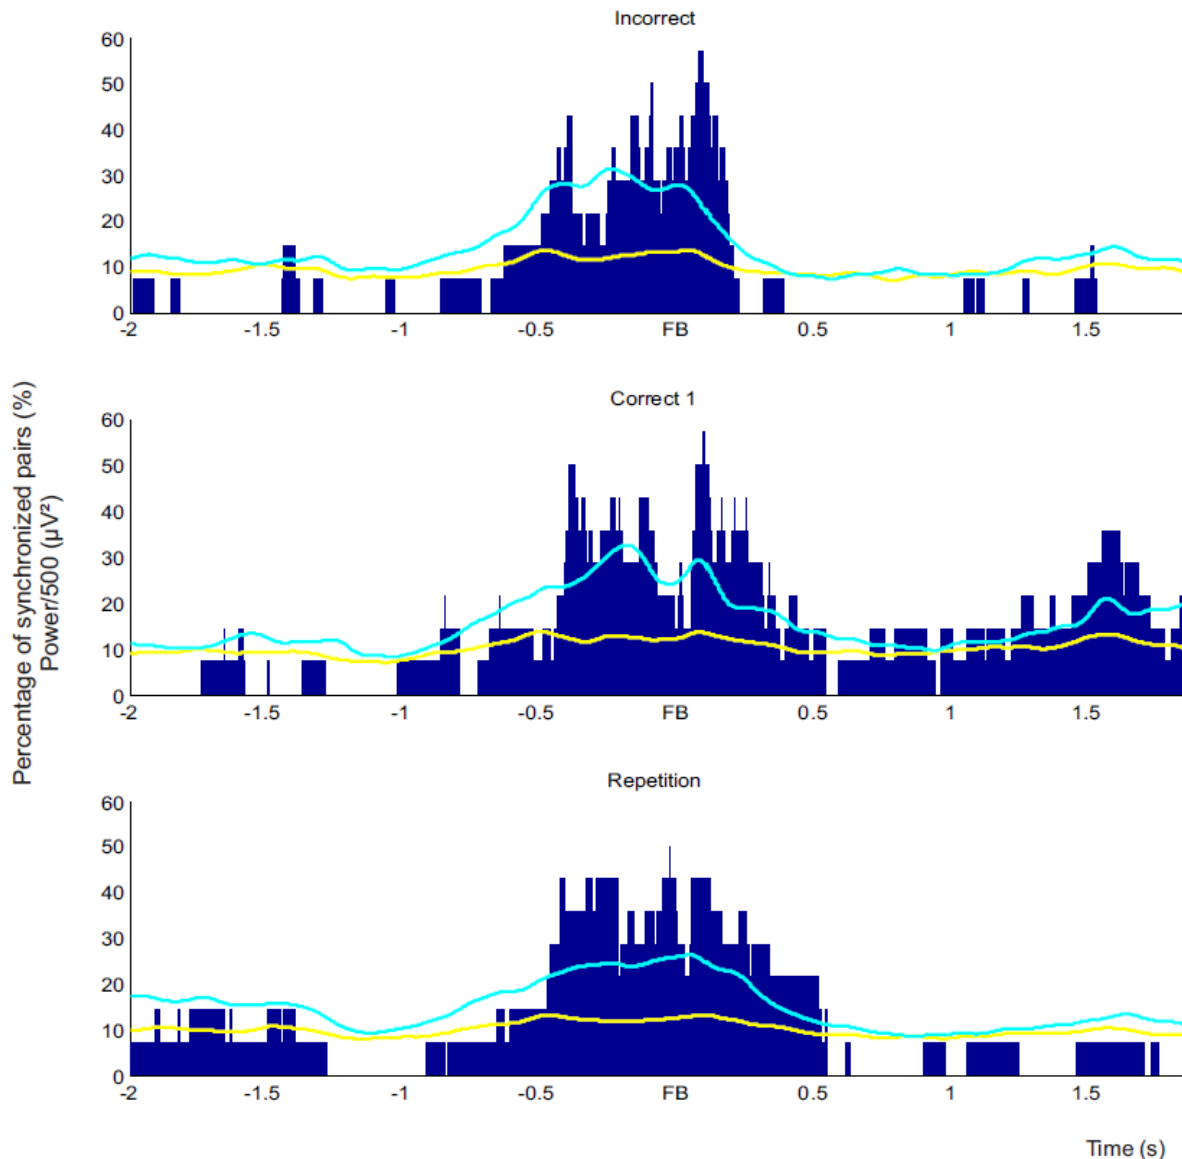 Incorrect
60
50
40
30
20
10
0
-2 -1.5 -1 -0.5 FB 0.5 1 1.5
Correct 1
60
50
40
30
20
10
0
-2 -1.5 -1 -0.5 FB 0.5 1 1.5
Percentage of synchronized pairs (%)
Power/500 (µV²)
Repetition
60
50
40
30
20
10
0
-2 -1.5 -1 -0.5 FB 0.5 1 1.5
Time (s)